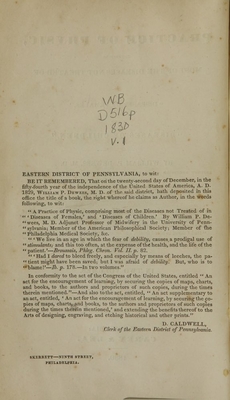 WB
D516p
1830
v.1
EASTERN DISTRICT OF PENNSYLVANIA, to wit:
BE IT REMEMBERED, That on the twenty-second day of December, in the
fifty-fourth year of the independence of the United States of America, A. D.
1829, WILLIAM P. DEWEES, M. D. of the said district, hath deposited in this
office the title of a book, the right whereof he claims as Author, in the words
following, to wit:
"A Practice of Physic, comprising most of the Diseases not Treated of in
"'Diseases of Females,' and 'Diseases of Children.' By William P. De-
"wees, M. D. Adjunct Professor of Midwifery in the University of Penn-
"sylvania; Member of the American Philosophical Society; Member of the
"Philadelphia Medical Society, &c.
"'We live in an age in which the fear of debility, causes a prodigal use of
"stimulants; and this too often, at the expense of the health, and the life of the
"patient.'—Broussais, Phleg. Chron. Vol. II. p. 82.
"'Had I dared to bleed freely, and especially by means of leeches, the pa-
"tient might have been saved, but I was afraid of debility! But, who is to
"blame?'—B. p. 179.—In two volumes."
In conformity to the act of the Congress of the United States, entitled "An
act for the encouragement of learning, by securing the copies of maps, charts,
and books, to the authors and proprietors of such copies, during the times
therein mentioned."—And also to the act, entitled, "An act supplementary to
an act, entitled, 'An act for the encouragement of learning, by securing the co-
pies of maps, charts, and books, to the authors and proprietors of such copies
during the times therein mentioned,' and extending the benefits thereof to the
Arts of designing, engraving, and etching historical and other prints."
D. CALDWELL,
Clerk of the Eastern District of Pennsylvania.
SKERRETT—NINTH STREET,
PHILADELPHIA.